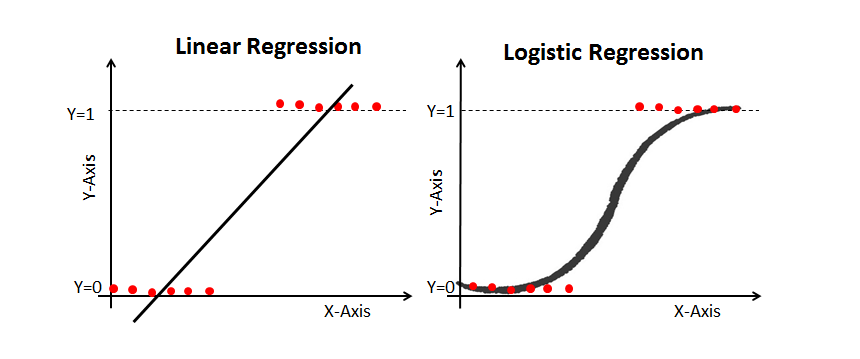 Linear Regression
Y=1
Y-Axis
Y=0
X-Axis
Logistic Regression
Y=1
Y-Axis
Y=0
X-Axis